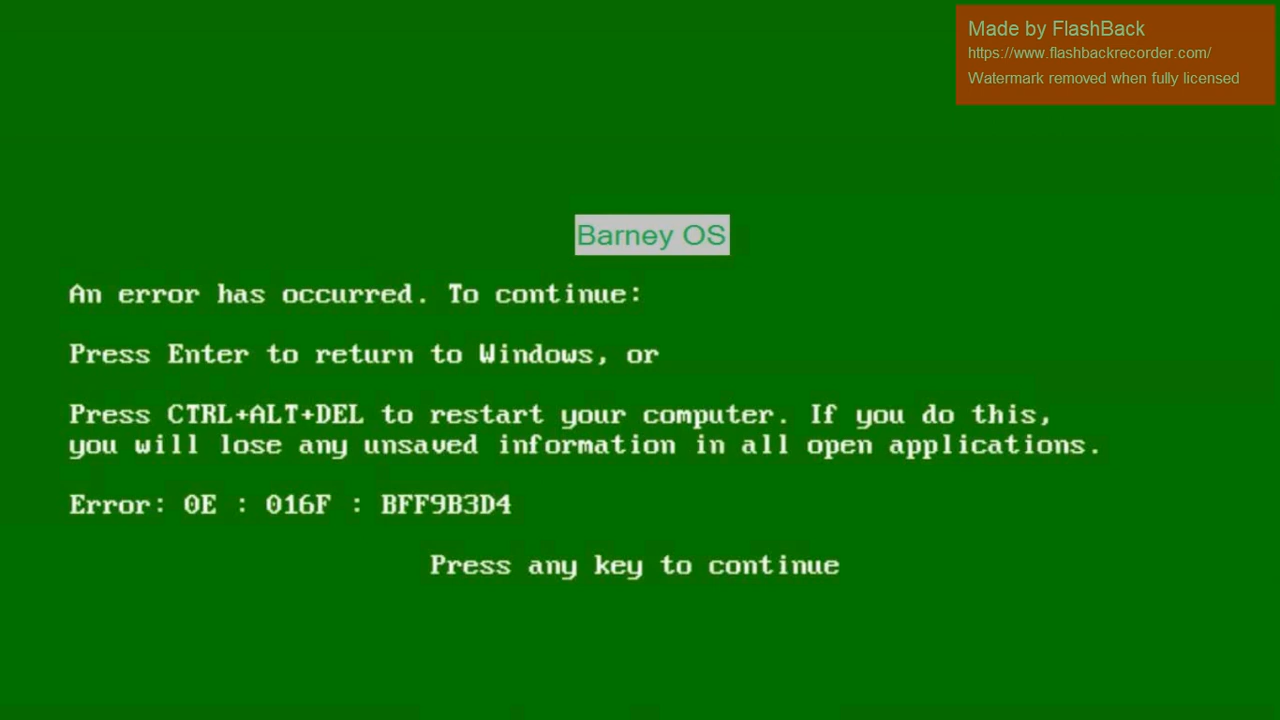 Made by FlashBack
https://www.flashbackrecorder.com/
Watermark removed when fully licensed
Barney OS
An error has occurred. To continue:
Press Enter to return to Windows, or
Press CTRL+ALT+DEL to restart your computer. If you do this,
you will lose any unsaved information in all open applications.
Error: 0E : 016F : BFF9B3D4
Press any key to continue